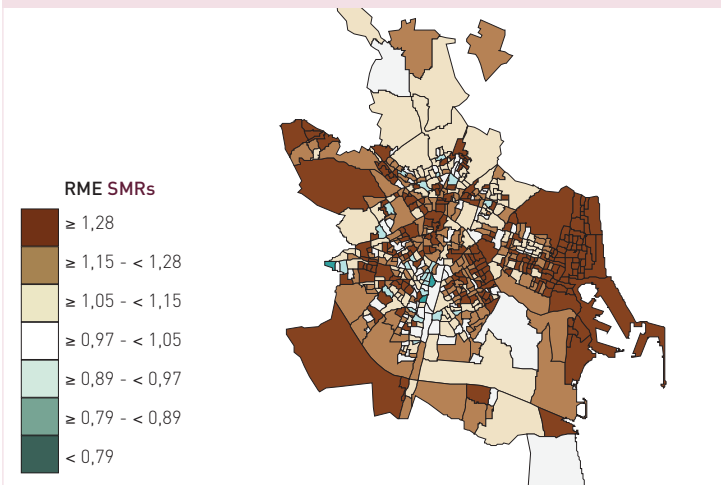 RME SMRs
≥ 1,28
≥ 1,15 - < 1,28
≥ 1,05 - < 1,15
≥ 0,97 - < 1,05
≥ 0,89 - < 0,97
≥ 0,79 - < 0,89
< 0,79